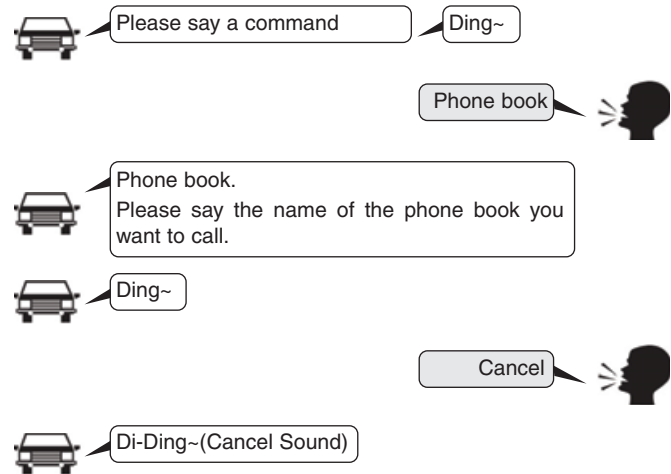 Please say a command
Ding~
Phone book
Phone book.
Please say the name of the phone book you
want to call.
Ding~
Cancel
Di-Ding~(Cancel Sound)